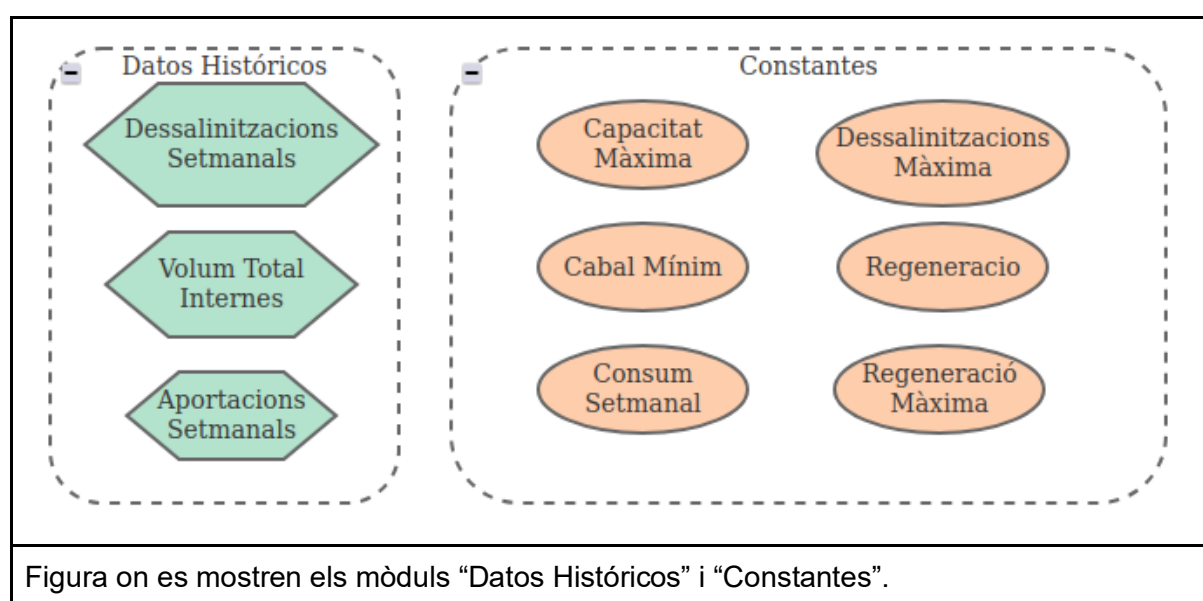 Datos Históricos
Dessalinitzacions
Setmanals
Volum Total
Internes
Aportacions
Setmanals
Constantes
Capacitat
Màxima
Dessalinitzacions
Màxima
Cabal Mínim
Regeneracio
Consum
Setmanal
Regeneració
Màxima
Figura on es mostren els mòduls “Datos Históricos” i “Constantes”.